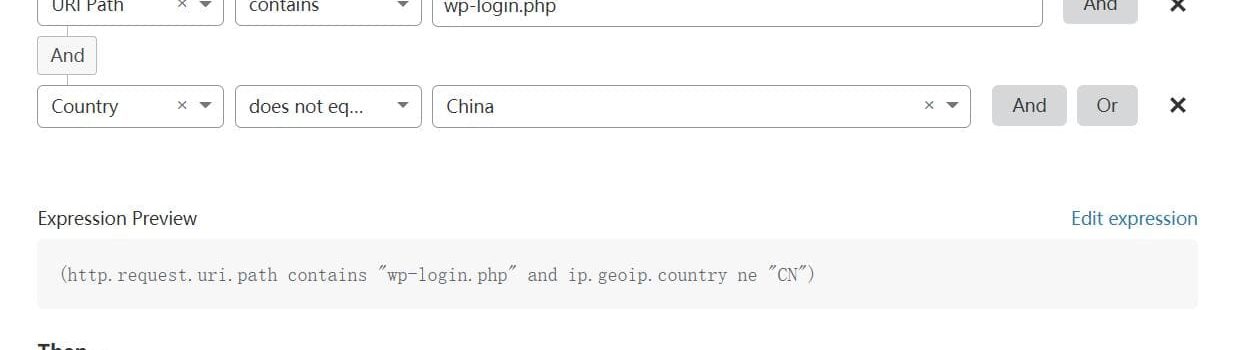 URI Path × contains wp-login.php And ×
And
Country × does not eq... China × And Or ×
Expression Preview Edit expression
(http.request.uri.path contains "wp-login.php" and ip.geoip.country ne "CN")
Then